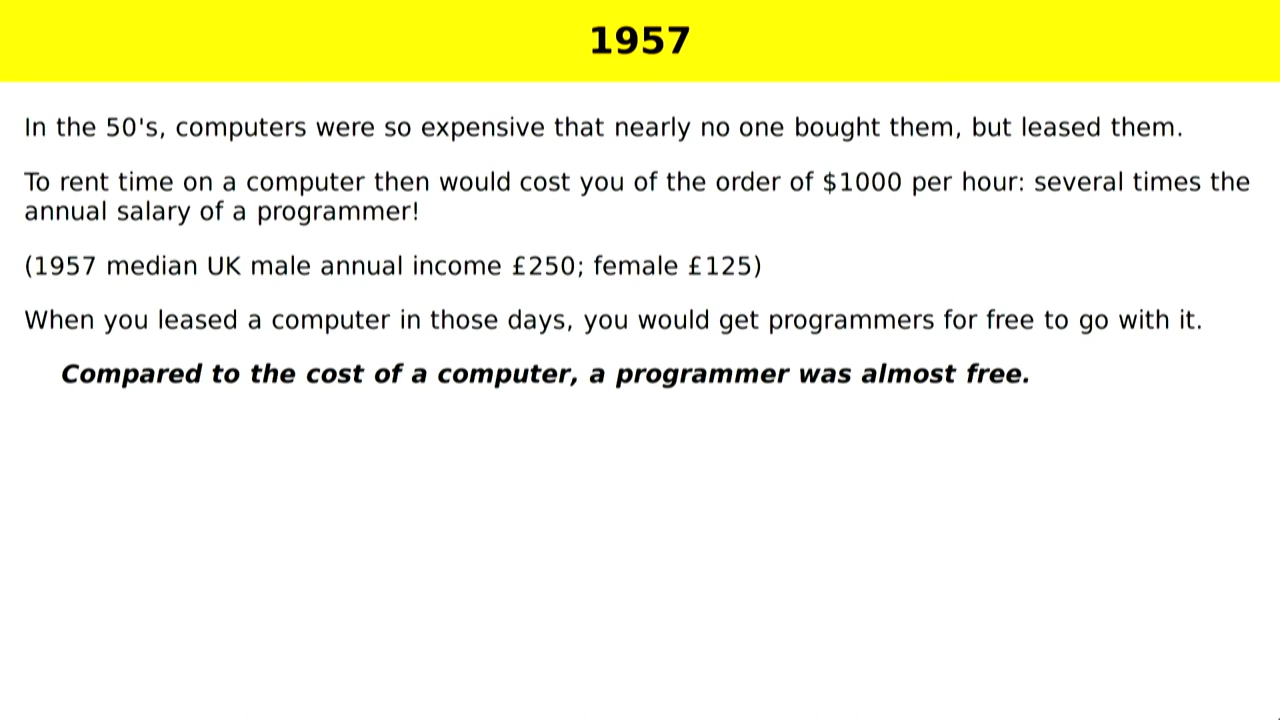 1957
In the 50's, computers were so expensive that nearly no one bought them, but leased them.
To rent time on a computer then would cost you of the order of $1000 per hour: several times the
annual salary of a programmer!
(1957 median UK male annual income £250; female £125)
When you leased a computer in those days, you would get programmers for free to go with it.
Compared to the cost of a computer, a programmer was almost free.